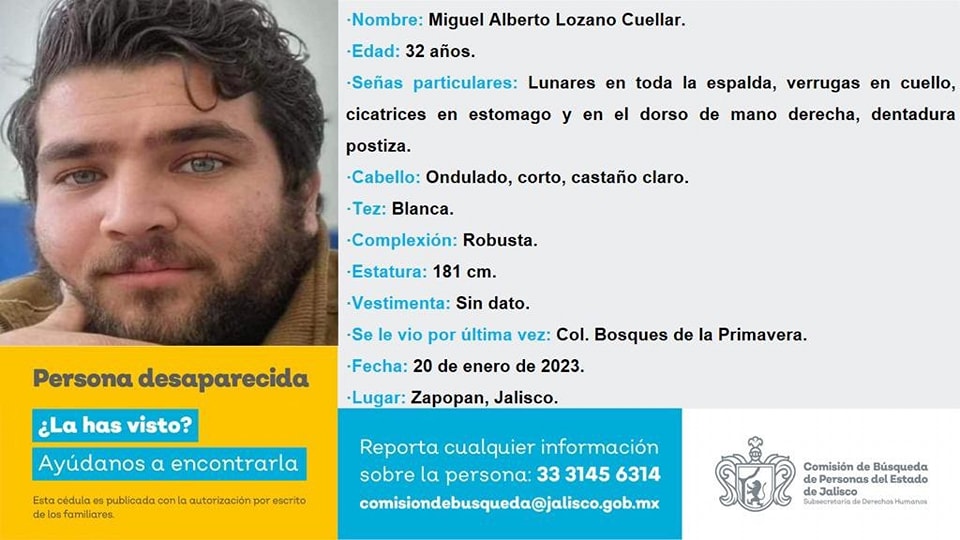 ·Nombre: Miguel Alberto Lozano Cuellar.
·Edad: 32 años.
·Señas particulares: Lunares en toda la espalda, verrugas en cuello,
cicatrices en estomago y en el dorso de mano derecha, dentadura
postiza.
·Cabello: Ondulado, corto, castaño claro.
·Tez: Blanca.
·Complexión: Robusta.
·Estatura: 181 cm.
·Vestimenta: Sin dato.
·Se le vio por última vez: Col. Bosques de la Primavera.
·Fecha: 20 de enero de 2023.
·Lugar: Zapopan, Jalisco.
Persona desaparecida
¿La has visto?
Ayúdanos a encontrarla
Esta cédula es publicada con la autorización por escrito
de los familiares.
Reporta cualquier información
sobre la persona: 33 3145 6314
comisiondebusqueda@jalisco.gob.mx
Comisión de Búsqueda
de Personas del Estado
de Jalisco
Subsecretaría de Derechos Humanos